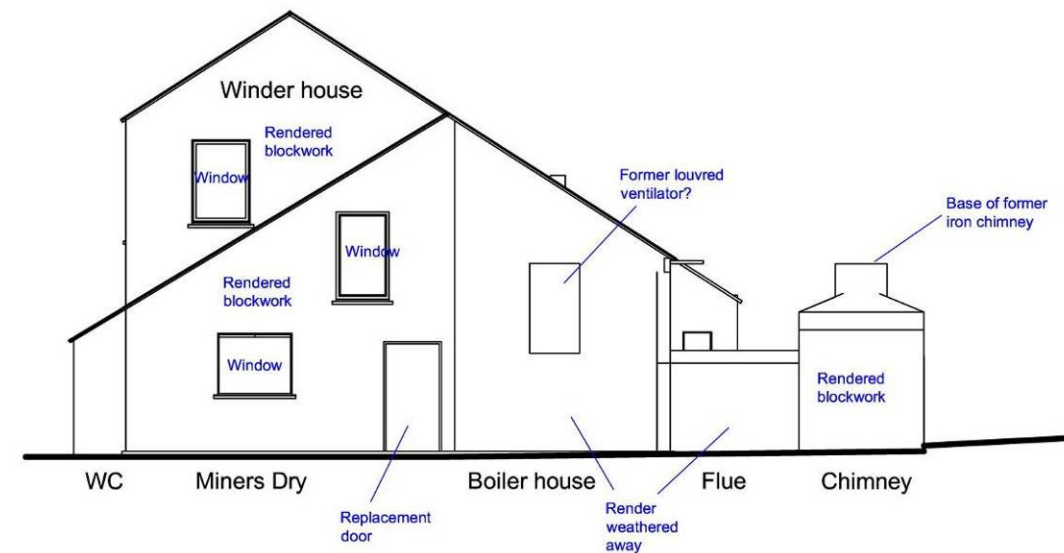 Winder house
Rendered
blockwork
Window
Former louvred
ventilator?
Base of former
iron chimney
Window
Rendered
blockwork
Window
Rendered
blockwork
WC
Miners Dry
Boiler house
Flue
Chimney
Replacement
door
Render
weathered
away